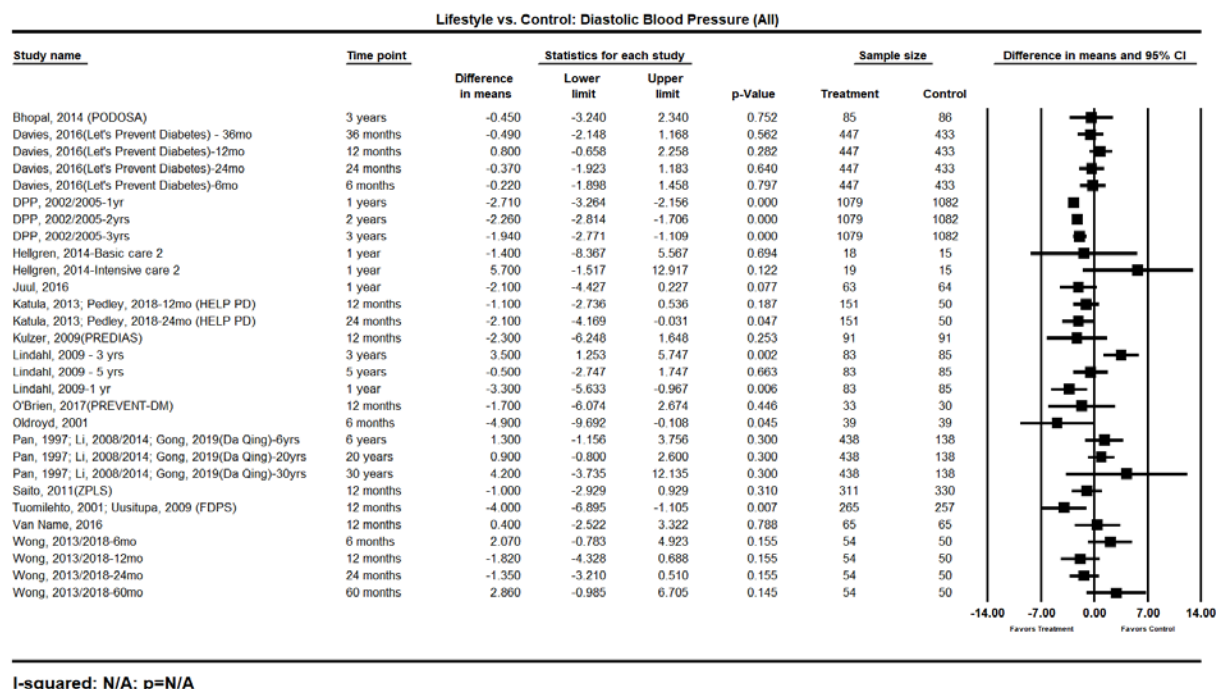 Lifestyle vs. Control: Diastolic Blood Pressure (All)
Study name Time point Statistics for each study Sample size Difference in means and 95% CI
Difference in means Lower limit Upper limit p-Value Treatment Control
Bhopal, 2014 (PODOSA) 3 years -0.450 -3.240 2.340 0.752 85 86
Davies, 2016(Let's Prevent Diabetes) - 36mo 36 months -0.490 -2.148 1.168 0.562 447 433
Davies, 2016(Let's Prevent Diabetes)-12mo 12 months 0.800 -0.658 2.258 0.282 447 433
Davies, 2016(Let's Prevent Diabetes)-24mo 24 months -0.370 -1.923 1.183 0.640 447 433
Davies, 2016(Let's Prevent Diabetes)-6mo 6 months -0.220 -1.898 1.458 0.797 447 433
DPP, 2002/2005-1yr 1 years -2.710 -3.264 -2.156 0.000 1079 1082
DPP, 2002/2005-2yrs 2 years -2.260 -2.814 -1.706 0.000 1079 1082
DPP, 2002/2005-3yrs 3 years -1.940 -2.771 -1.109 0.000 1079 1082
Hellgren, 2014-Basic care 2 1 year -1.400 -8.367 5.567 0.694 18 15
Hellgren, 2014-Intensive care 2 1 year 5.700 -1.517 12.917 0.122 19 15
Juul, 2016 1 year -2.100 -4.427 0.227 0.077 63 64
Katula, 2013; Pedley, 2018-12mo (HELP PD) 12 months -1.100 -2.736 0.536 0.187 151 50
Katula, 2013; Pedley, 2018-24mo (HELP PD) 24 months -2.100 -4.169 -0.031 0.047 151 50
Kulzer, 2009(PREDIAS) 12 months -2.300 -6.248 1.648 0.253 91 91
Lindahl, 2009 - 3 yrs 3 years 3.500 1.253 5.747 0.002 83 85
Lindahl, 2009 - 5 yrs 5 years -0.500 -2.747 1.747 0.663 83 85
Lindahl, 2009-1 yr 1 year -3.300 -5.633 -0.967 0.006 83 85
O'Brien, 2017(PREVENT-DM) 12 months -1.700 -6.074 2.674 0.446 33 30
Oldroyd, 2001 6 months -4.900 -9.692 -0.108 0.045 39 39
Pan, 1997; Li, 2008/2014; Gong, 2019(Da Qing)-6yrs 6 years 1.300 -1.156 3.756 0.300 438 138
Pan, 1997; Li, 2008/2014; Gong, 2019(Da Qing)-20yrs 20 years 0.900 -0.800 2.600 0.300 438 138
Pan, 1997; Li, 2008/2014; Gong, 2019(Da Qing)-30yrs 30 years 4.200 -3.735 12.135 0.300 438 138
Saito, 2011(ZPLS) 12 months -1.000 -2.929 0.929 0.310 311 330
Tuomilehto, 2001; Uusitupa, 2009 (FDPS) 12 months -4.000 -6.895 -1.105 0.007 265 257
Van Name, 2016 12 months 0.400 -2.522 3.322 0.788 65 65
Wong, 2013/2018-6mo 6 months 2.070 -0.783 4.923 0.155 54 50
Wong, 2013/2018-12mo 12 months -1.820 -4.328 0.688 0.155 54 50
Wong, 2013/2018-24mo 24 months -1.350 -3.210 0.510 0.155 54 50
Wong, 2013/2018-60mo 60 months 2.860 -0.985 6.705 0.145 54 50
-14.00 -7.00 0.00 7.00 14.00
Favors Treatment Favors Control
I-squared: N/A; p=N/A